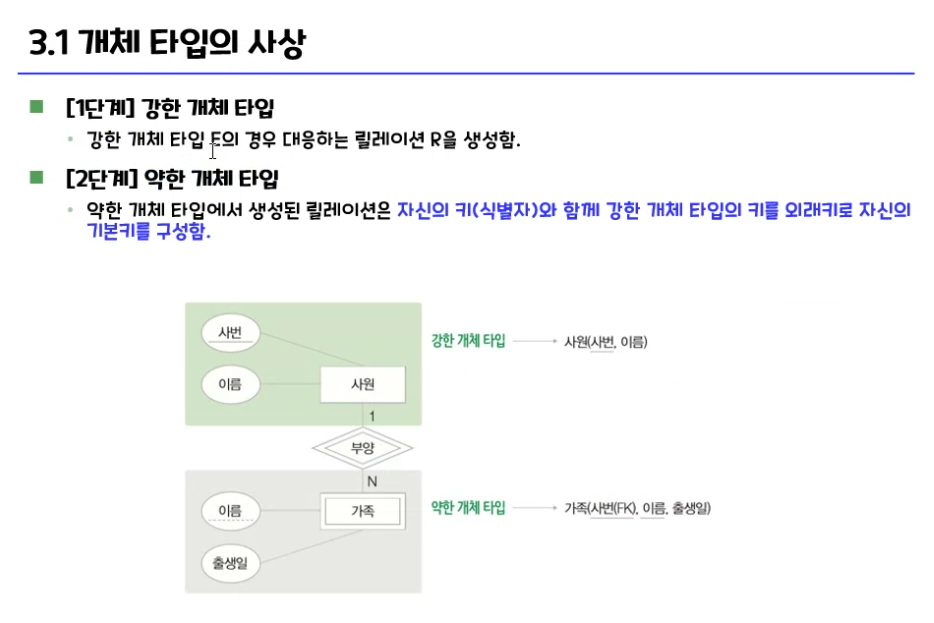 3.1 개체 타입의 사상
[1단계] 강한 개체 타입
강한 개체 타입 E의 경우 대응하는 릴레이션 R을 생성함.
[2단계] 약한 개체 타입
약한 개체 타입에서 생성된 릴레이션은 자신의 키(식별자)와 함께 강한 개체 타입의 키를 외래키로 자신의
기본키를 구성함.
사번
강한 개체 타입
사원(사번, 이름)
이름
사원
1
부양
N
이름
가족
약한 개체 타입
가족(사번(FK), 이름, 출생일)
출생일